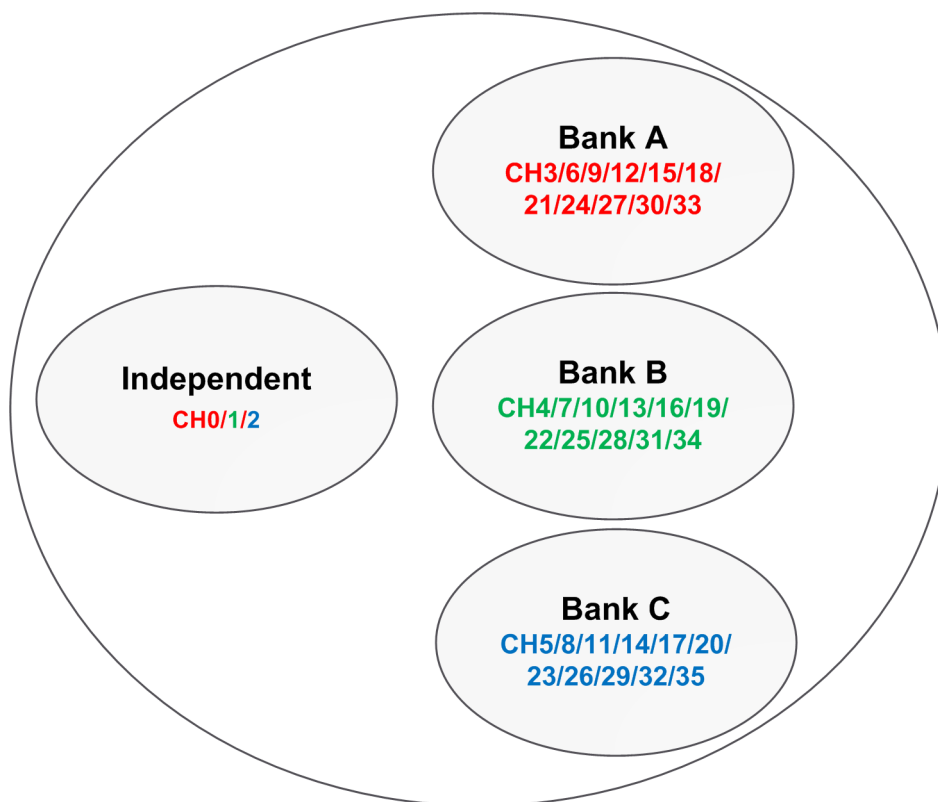 Bank A
CH3/6/9/12/15/18/
21/24/27/30/33
Independent
CH0/1/2
Bank B
CH4/7/10/13/16/19/
22/25/28/31/34
Bank C
CH5/8/11/14/17/20/
23/26/29/32/35